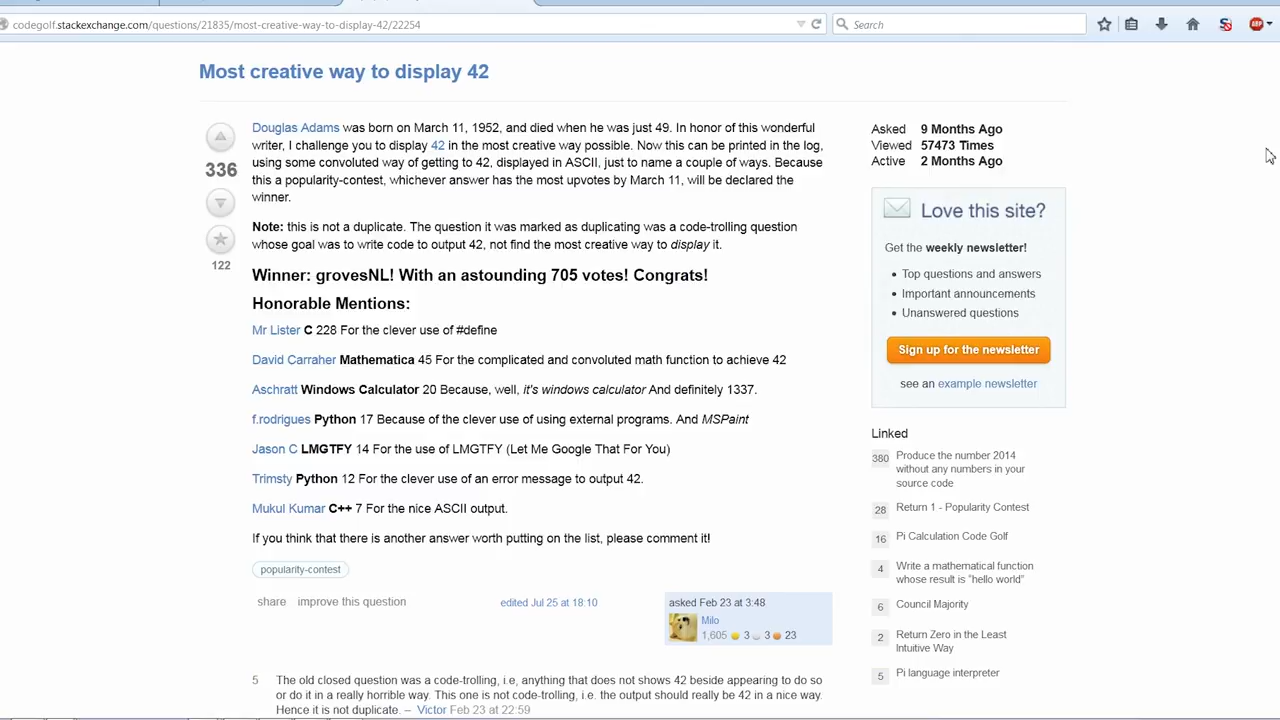 codegolf.stackexchange.com/questions/21835/most-creative-way-to-display-42/22254
Search
ABP
Most creative way to display 42
336
122
Douglas Adams was born on March 11, 1952, and died when he was just 49. In honor of this wonderful
writer, I challenge you to display 42 in the most creative way possible. Now this can be printed in the log,
using some convoluted way of getting to 42, displayed in ASCII, just to name a couple of ways. Because
this a popularity-contest, whichever answer has the most upvotes by March 11, will be declared the
winner.
Note: this is not a duplicate. The question it was marked as duplicating was a code-trolling question
whose goal was to write code to output 42, not find the most creative way to display it.
Winner: grovesNL! With an astounding 705 votes! Congrats!
Honorable Mentions:
Mr Lister C 228 For the clever use of #define
David Carraher Mathematica 45 For the complicated and convoluted math function to achieve 42
Aschratt Windows Calculator 20 Because, well, it's windows calculator And definitely 1337.
f.rodrigues Python 17 Because of the clever use of using external programs. And MSPaint
Jason C LMGTFY 14 For the use of LMGTFY (Let Me Google That For You)
Trimsty Python 12 For the clever use of an error message to output 42.
Mukul Kumar C++ 7 For the nice ASCII output.
If you think that there is another answer worth putting on the list, please comment it!
popularity-contest
share improve this question
edited Jul 25 at 18:10
asked Feb 23 at 3:48
Milo
1,605 3 3 23
5 The old closed question was a code-trolling, i.e, anything that does not shows 42 beside appearing to do so
or do it in a really horrible way. This one is not code-trolling, i.e. the output should really be 42 in a nice way.
Hence it is not duplicate. – Victor Feb 23 at 22:59
Asked 9 Months Ago
Viewed 57473 Times
Active 2 Months Ago
Love this site?
Get the weekly newsletter!
• Top questions and answers
• Important announcements
• Unanswered questions
Sign up for the newsletter
see an example newsletter
Linked
380 Produce the number 2014
without any numbers in your
source code
28 Return 1 - Popularity Contest
16 Pi Calculation Code Golf
4 Write a mathematical function
whose result is "hello world"
6 Council Majority
2 Return Zero in the Least
Intuitive Way
5 Pi language interpreter